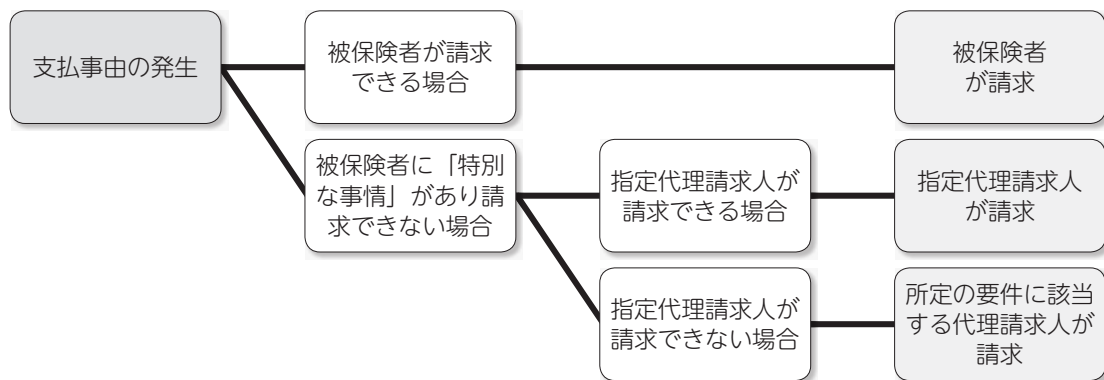 支払事由の発生
被保険者が請求
できる場合
被保険者
が請求
被保険者に「特別
な事情」があり請
求できない場合
指定代理請求人が
請求できる場合
指定代理請求人
が請求
指定代理請求人が
請求できない場合
所定の要件に該当
する代理請求人が
請求